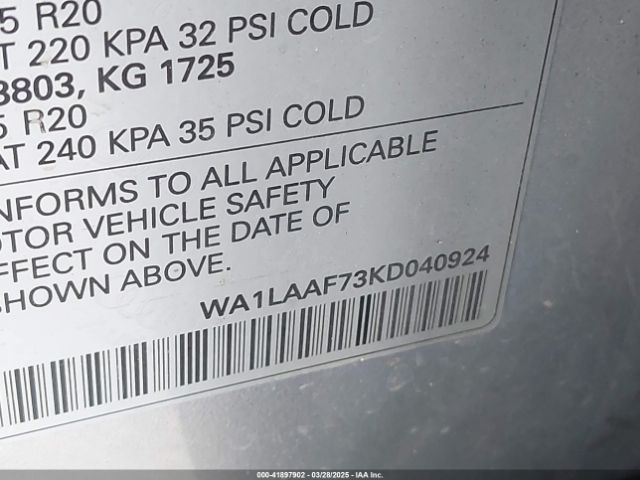 5 R20
T 220 KPA 32 PSI COLD
3803, KG 1725
5 R20
AT 240 KPA 35 PSI COLD
NFORMS TO ALL APPLICABLE
OTOR VEHICLE SAFETY
FFECT ON THE DATE OF
SHOWN ABOVE.
WA1LAAF73KD040924
000-41897902 - 03/28/2025 - IAA Inc.